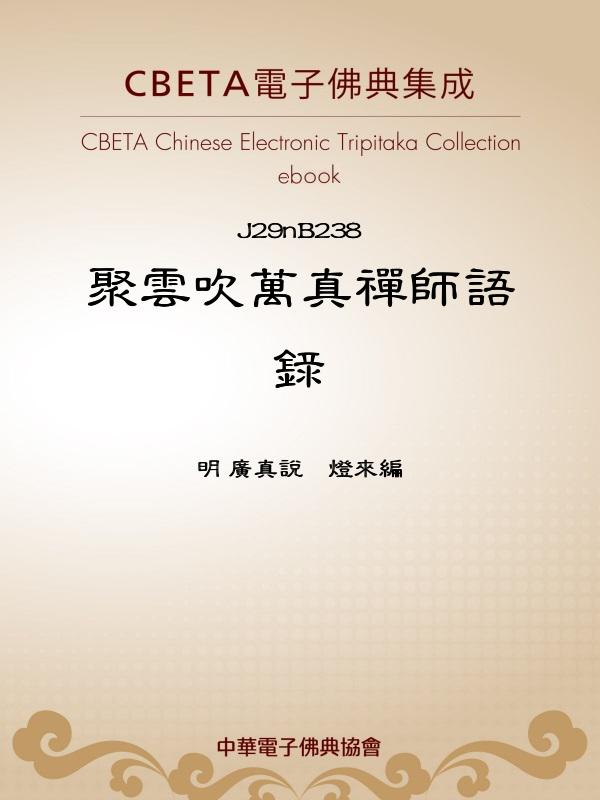 CBETA電子佛典集成
CBETA Chinese Electronic Tripitaka Collection
ebook
J29nB238
聚雲吹萬真禪師語
錄
明 廣真說　燈來編
中華電子佛典協會